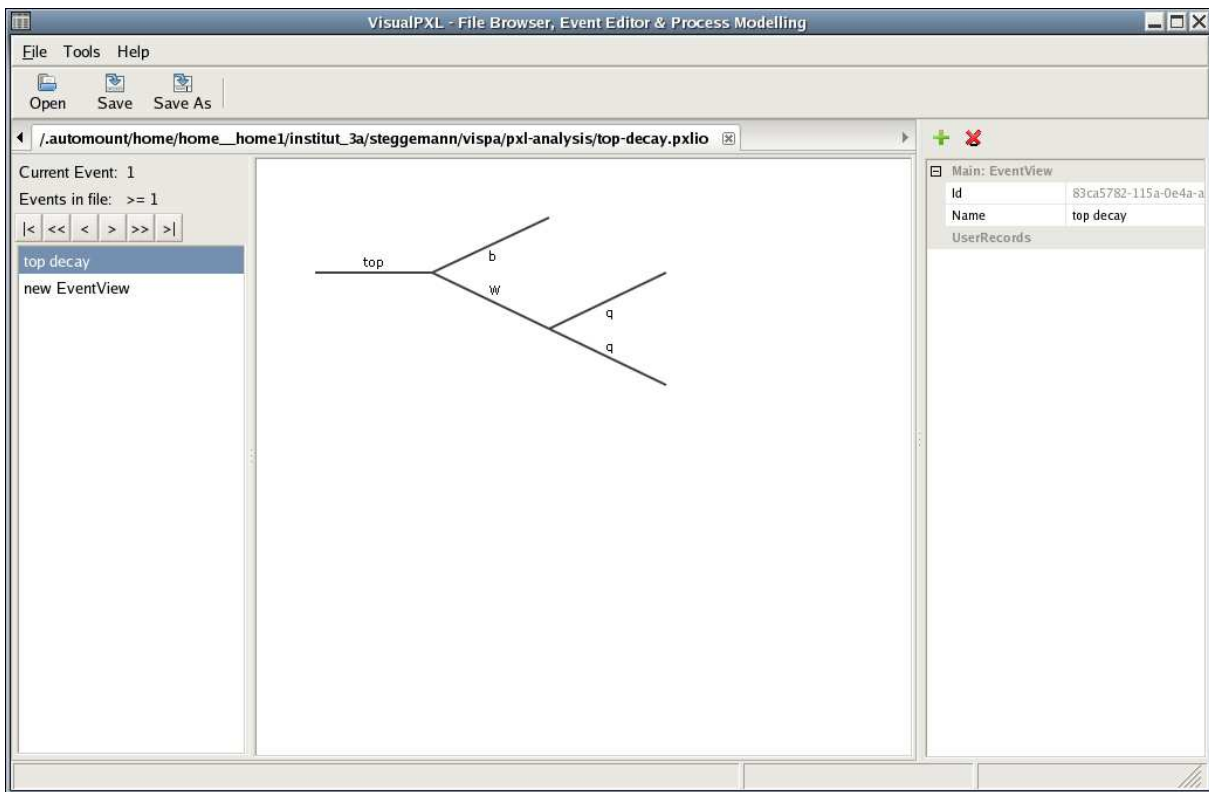 VisualPXL - File Browser, Event Editor & Process Modelling
File Tools Help
Open Save Save As
/.automount/home/home__home1/institut_3a/steggemann/vispa/pxl-analysis/top-decay.pxlio
Current Event: 1
Events in file: >= 1
|< << < > >> >|
top decay
new EventView
top
b
W
q
q
Main: EventView
Id 83ca5782-115a-0e4a-a
Name top decay
UserRecords